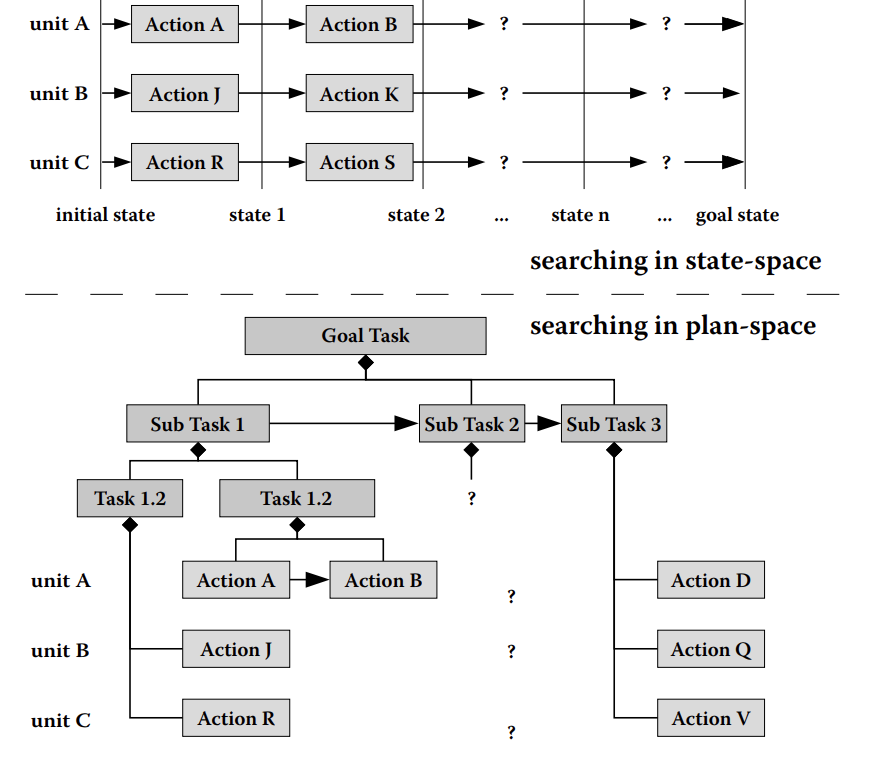 unit A Action A Action B ? ?
unit B Action J Action K ? ?
unit C Action R Action S ? ?
initial state state 1 state 2 ... state n ... goal state
searching in state-space
searching in plan-space
Goal Task
Sub Task 1 Sub Task 2 Sub Task 3
Task 1.2 Task 1.2 ?
unit A Action A Action B ? Action D
unit B Action J ? Action Q
unit C Action R ? Action V